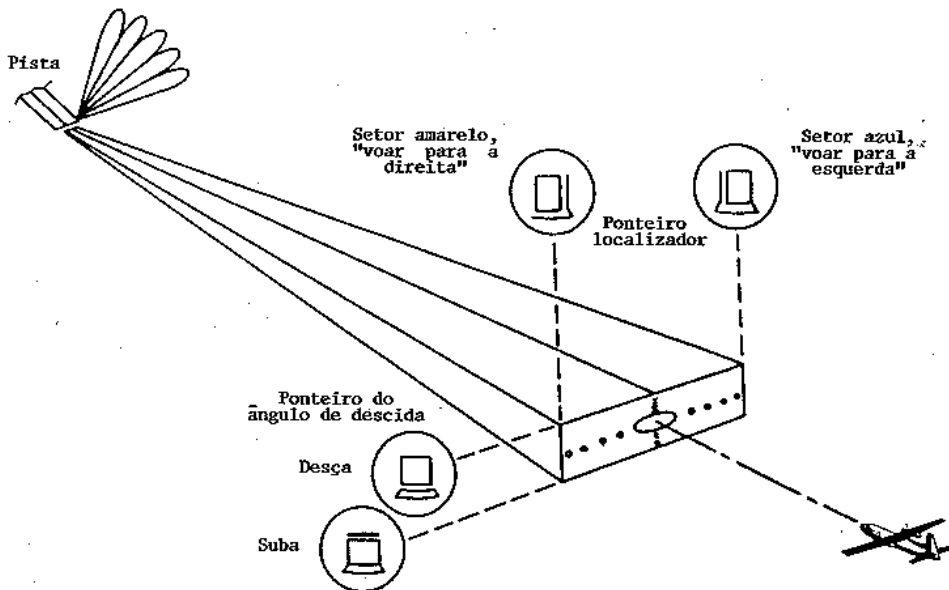 Pista
Setor amarelo,
"voar para a
direita"
Setor azúl,
"voar para a
esquerda"
Ponteiro
localizador
Ponteiro do
ângulo de descida
Desça
Suba